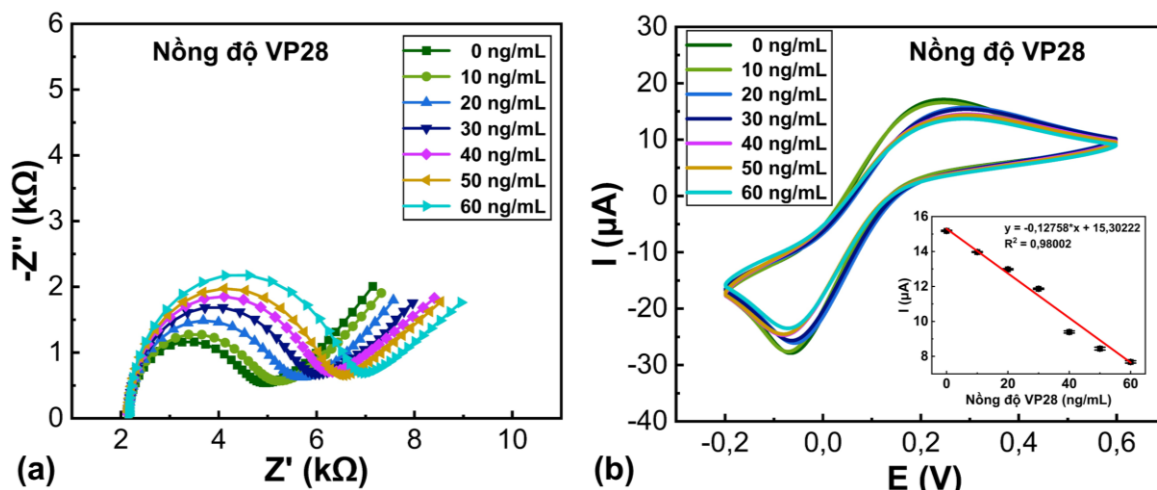 Nồng độ VP28
0 ng/mL
10 ng/mL
20 ng/mL
30 ng/mL
40 ng/mL
50 ng/mL
60 ng/mL
-Z'' (kΩ)
6
5
4
3
2
1
0
2 4 6 8 10
Z' (kΩ)
(a)
Nồng độ VP28
0 ng/mL
10 ng/mL
20 ng/mL
30 ng/mL
40 ng/mL
50 ng/mL
60 ng/mL
I (µA)
30
20
10
0
-10
-20
-30
-40
-0,2 0,0 0,2 0,4 0,6
E (V)
(b)
y = -0,12758*x + 15,30222
R² = 0,98002
I (µA)
16
14
12
10
8
0 20 40 60
Nồng độ VP28 (ng/mL)